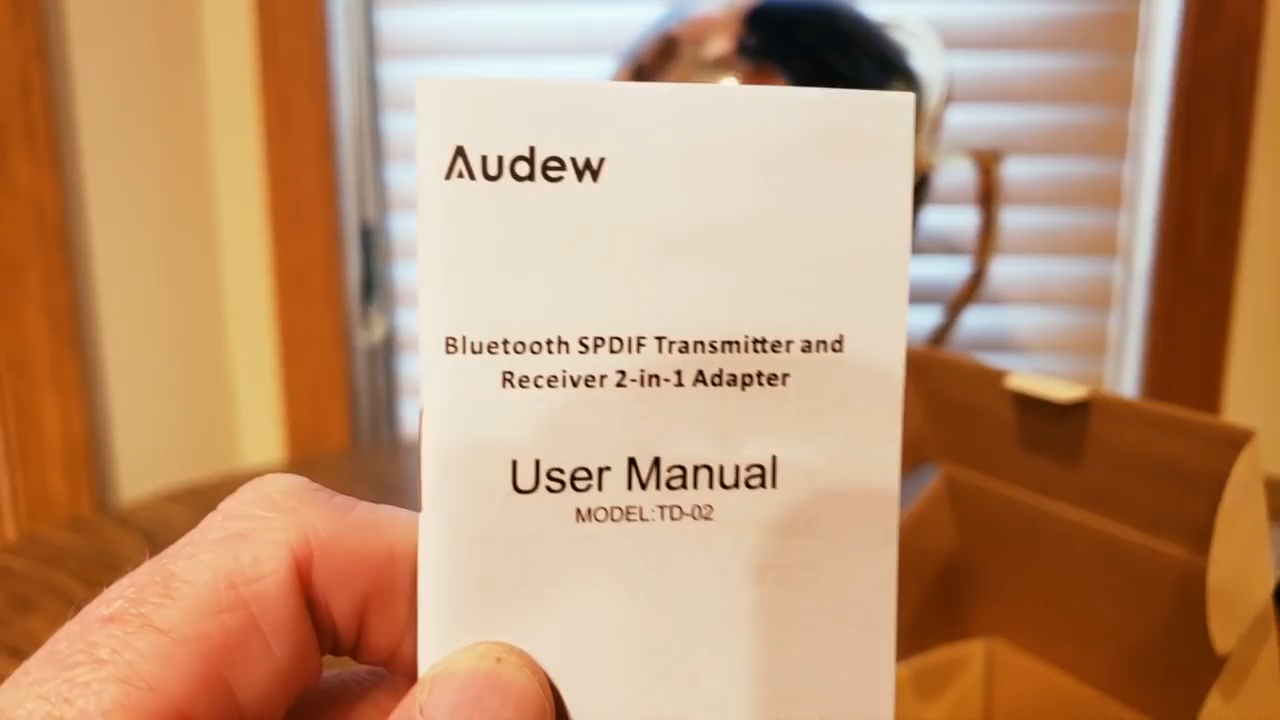 Audew
Bluetooth SPDIF Transmitter and
Receiver 2-in-1 Adapter
User Manual
MODEL:TD-02